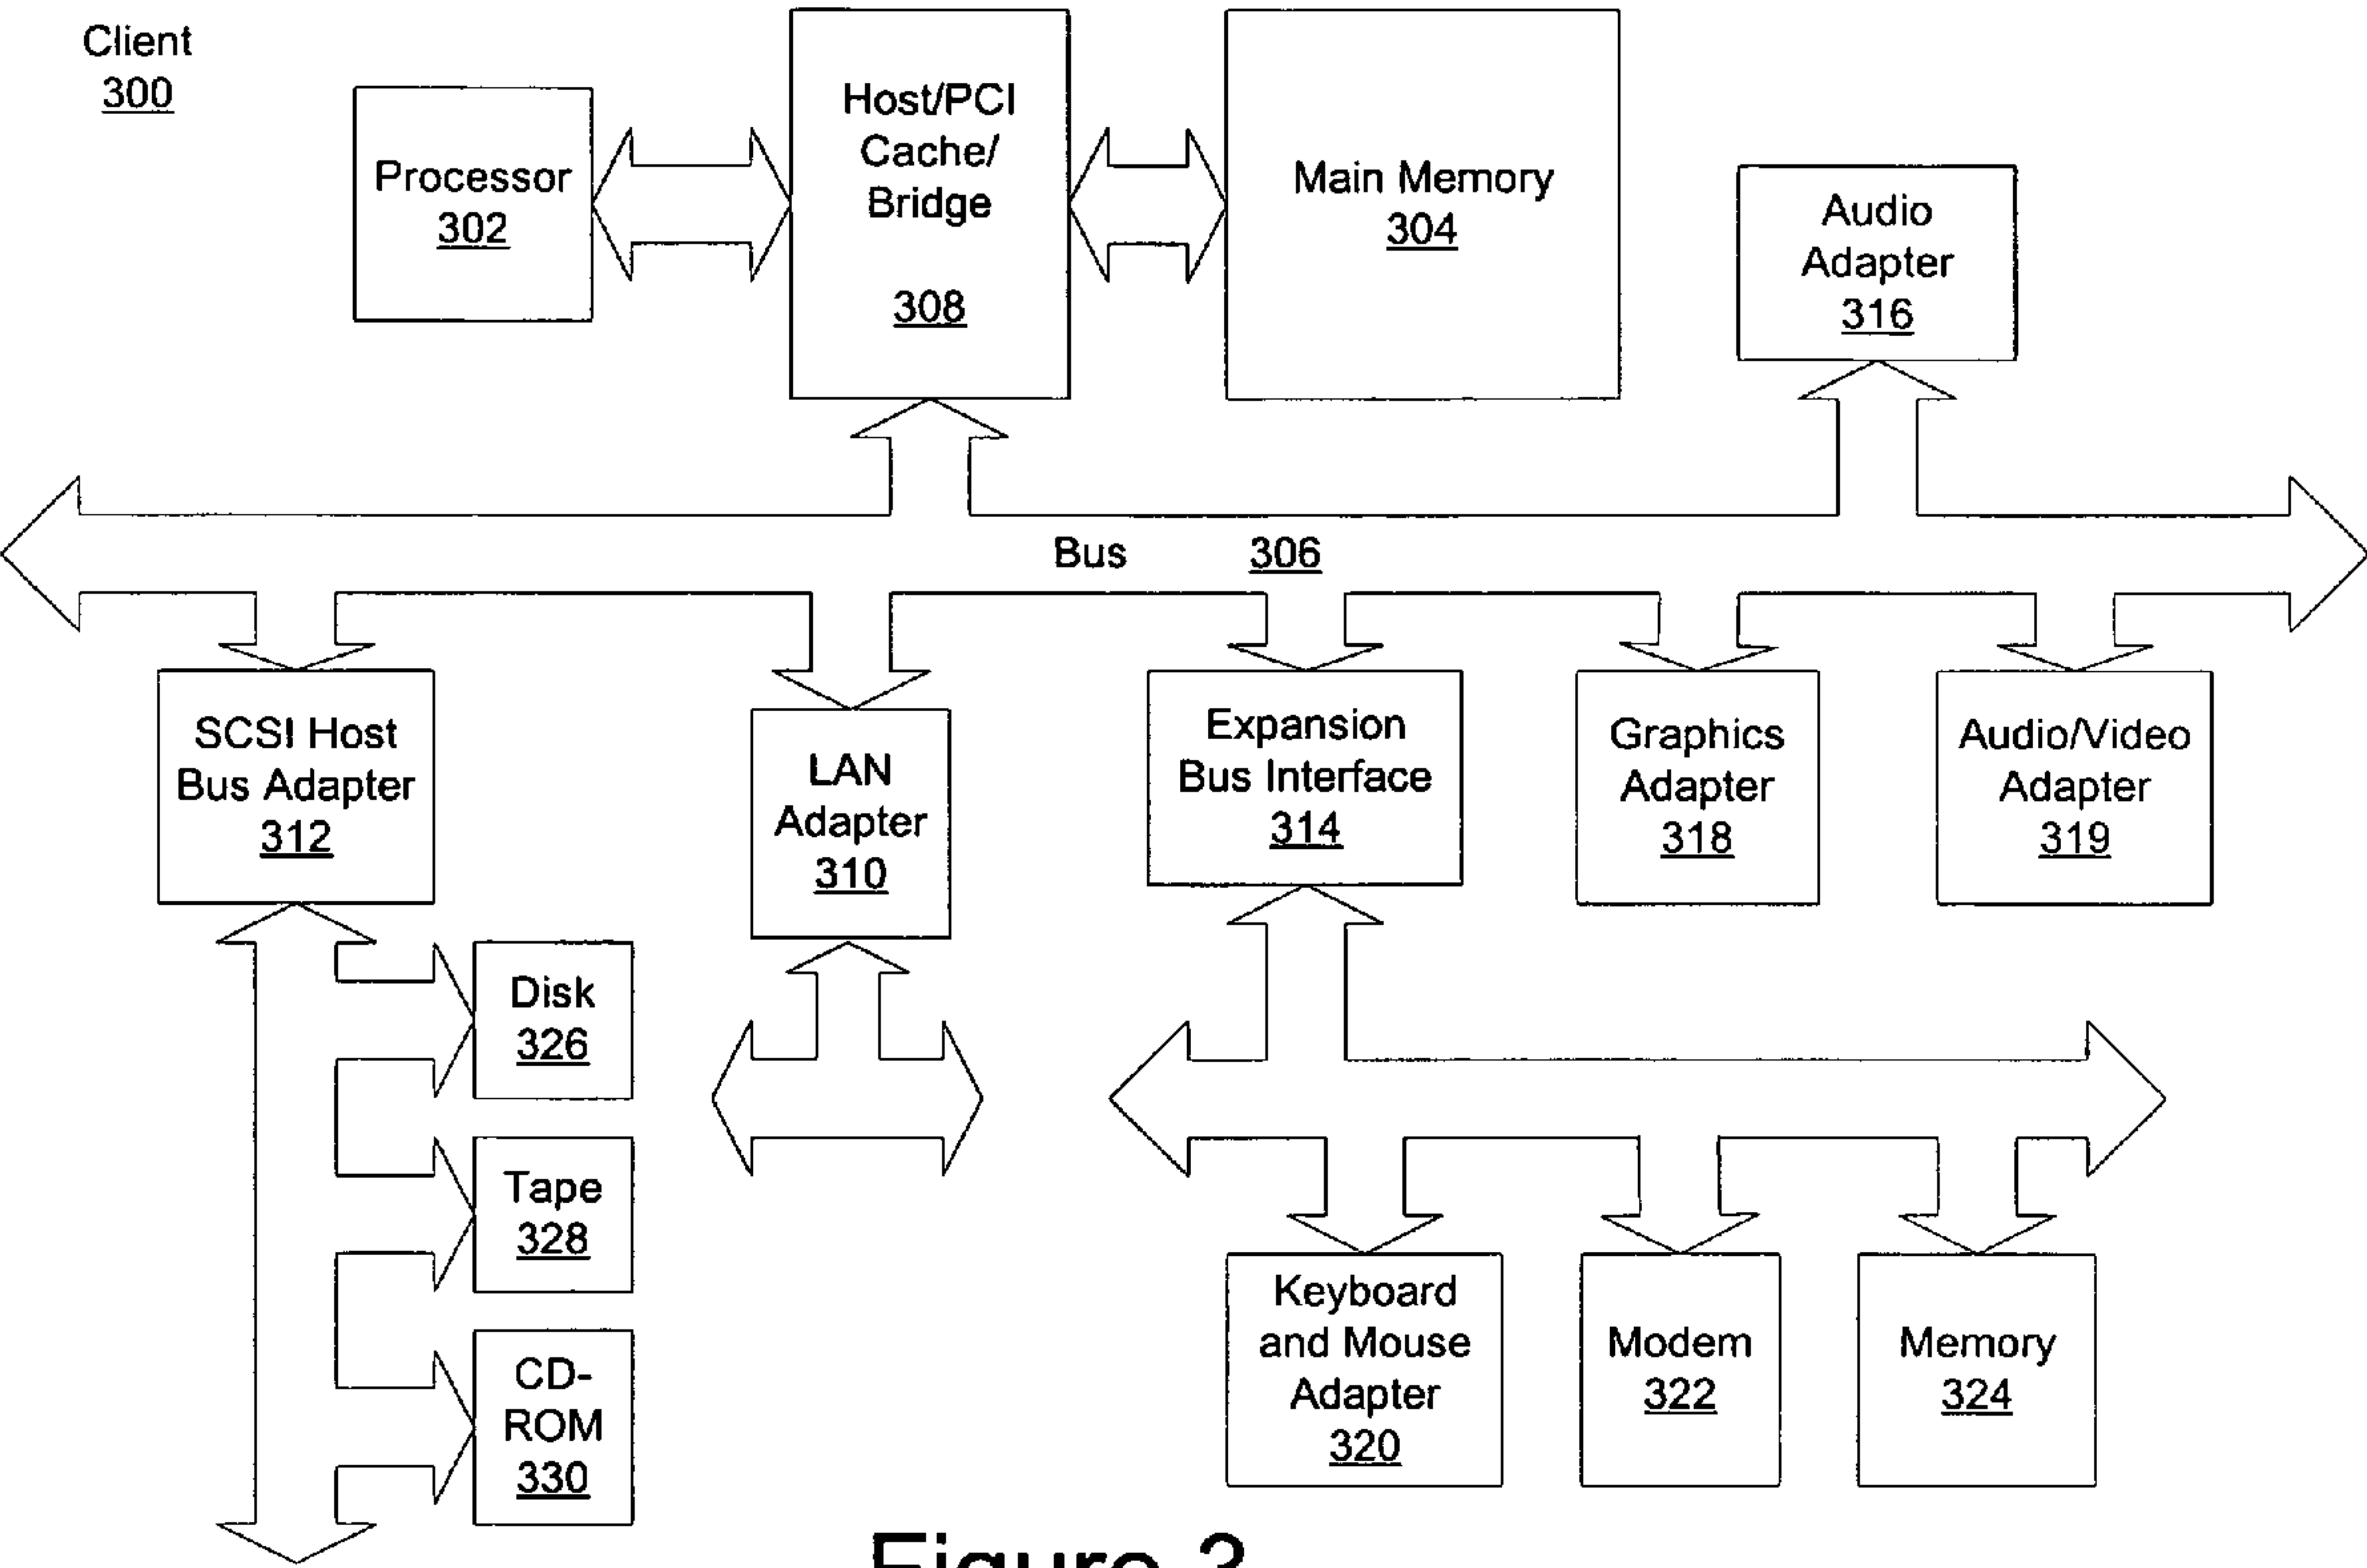 Client
300
Processor
302
Host/PCI
Cache/
Bridge
308
Main Memory
304
Audio
Adapter
316
Bus 306
SCSI Host
Bus Adapter
312
LAN
Adapter
310
Expansion
Bus Interface
314
Graphics
Adapter
318
Audio/Video
Adapter
319
Disk
326
Tape
328
CD-
ROM
330
Keyboard
and Mouse
Adapter
320
Modem
322
Memory
324
Figure 3